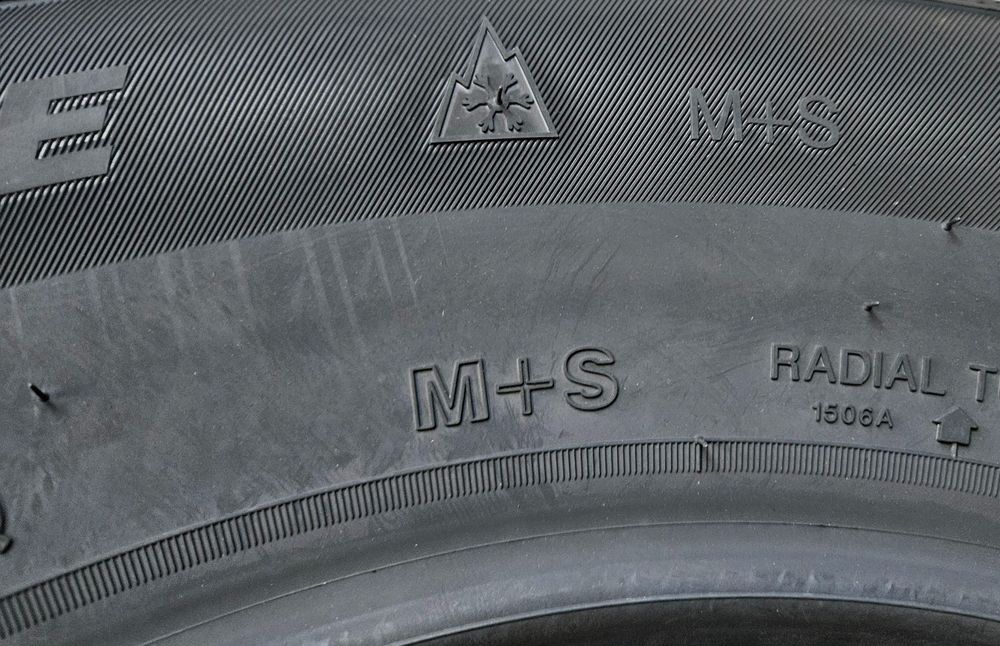 E
M+S
M+S
RADIAL T
1506A